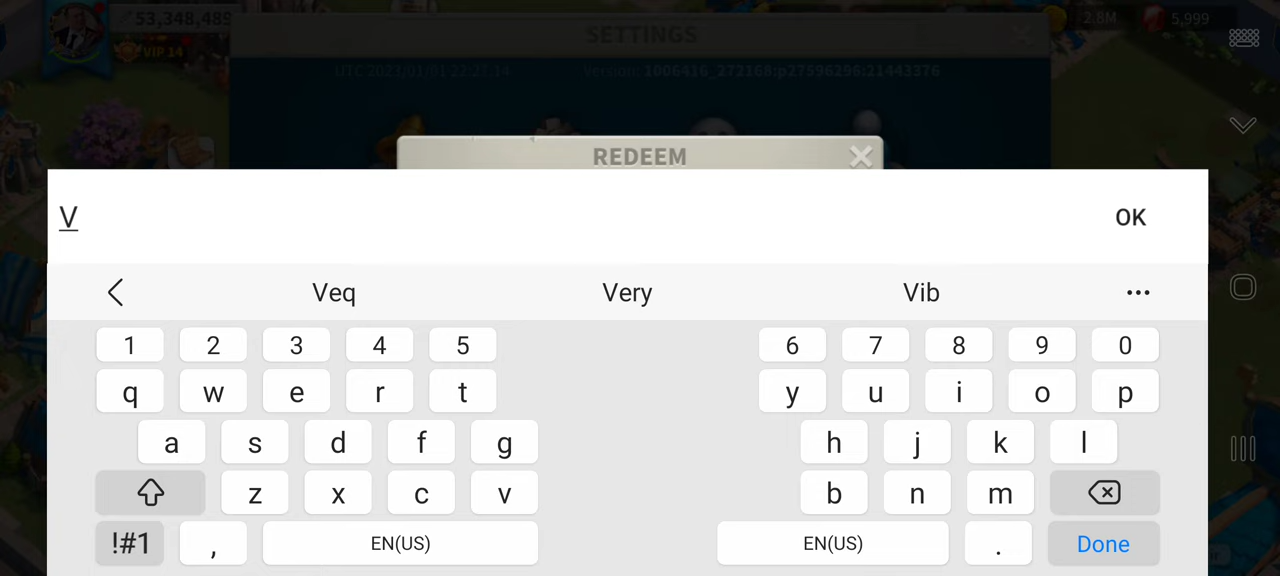 53,348,489
2.8M
5,999
VIP 14
SETTINGS
UTC 2023/01/01 22:27:14
Version: 1006416_272168;p27596296:21443376
REDEEM
V
OK
Veq Very Vib ...
1 2 3 4 5 6 7 8 9 0
q w e r t y u i o p
a s d f g h j k l
z x c v b n m
!#1 , EN(US) EN(US) . Done